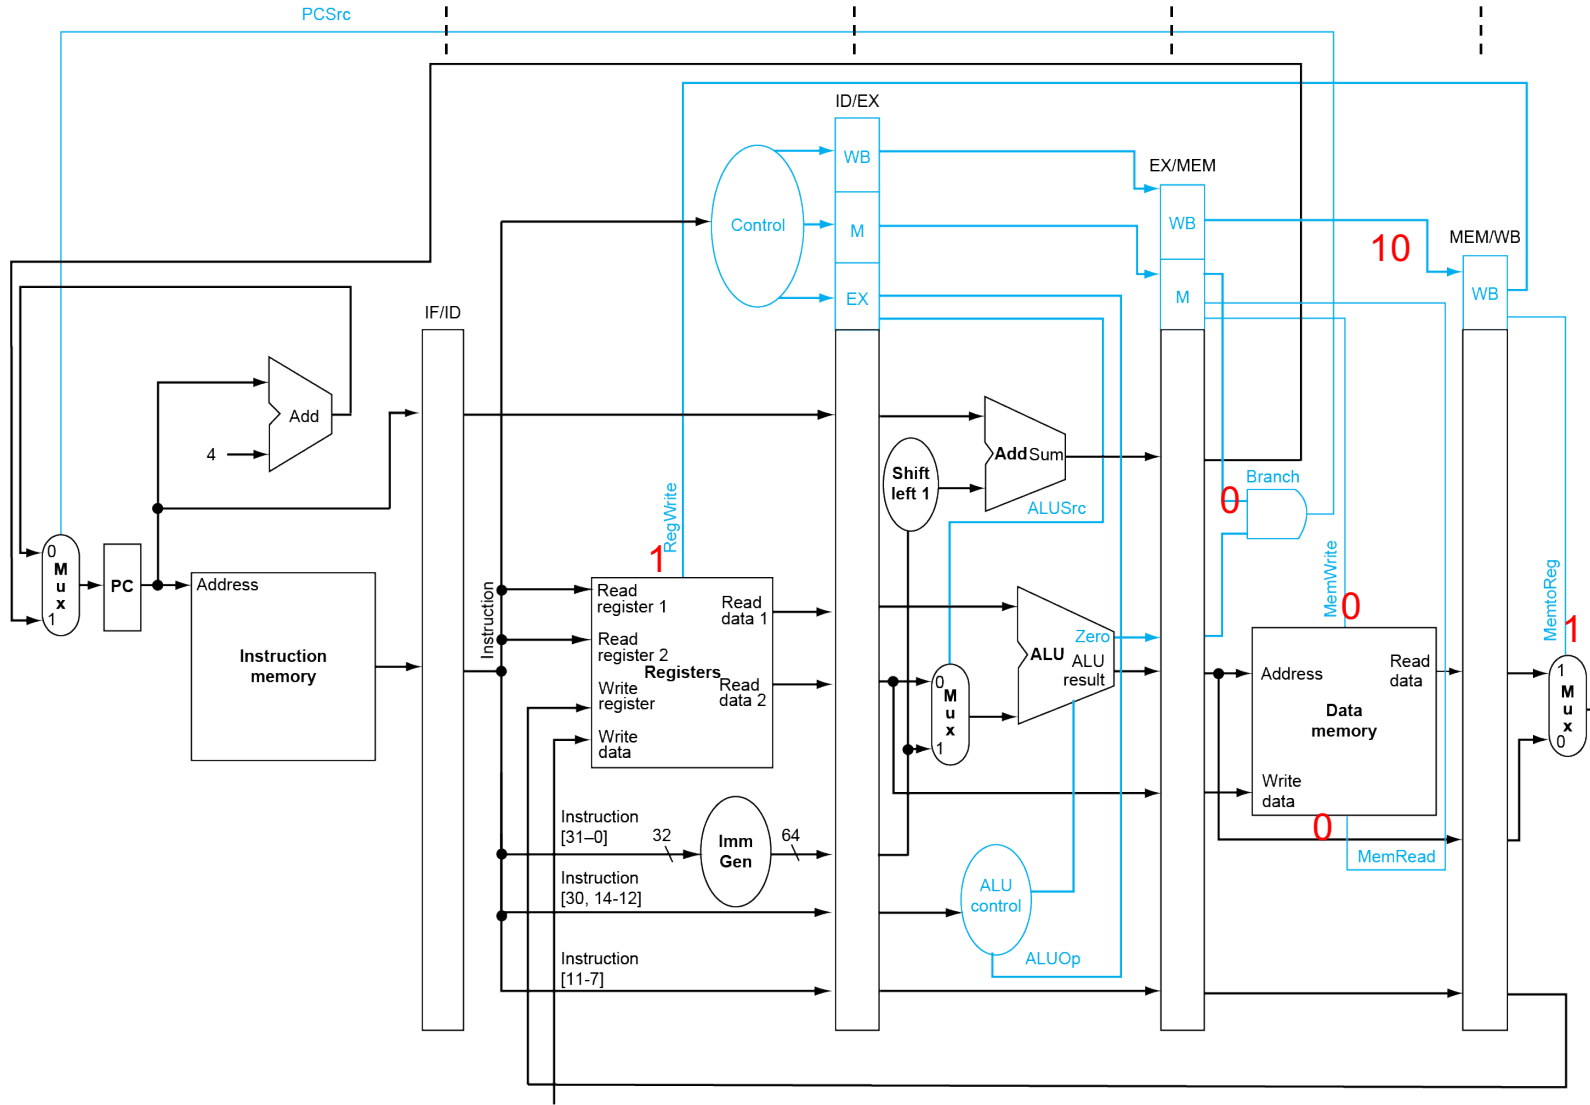 PCSrc
ID/EX
WB
EX/MEM
Control
M
WB
10
MEM/WB
EX
M
WB
IF/ID
Add
4
Add Sum
Shift
left 1
Branch
0
ALUSrc
RegWrite
1
MemWrite
0
MemtoReg
1
0
M
u
x
1
PC
Address
Instruction
memory
Instruction
Read
register 1
Read
data 1
Read
register 2
Registers
Read
data 2
Write
register
Write
data
Zero
ALU
ALU
result
0
M
u
x
1
Address
Read
data
Data
memory
Write
data
1
M
u
x
0
0
MemRead
Instruction
[31–0]
32
Imm
Gen
64
Instruction
[30, 14-12]
ALU
control
Instruction
[11-7]
ALUOp